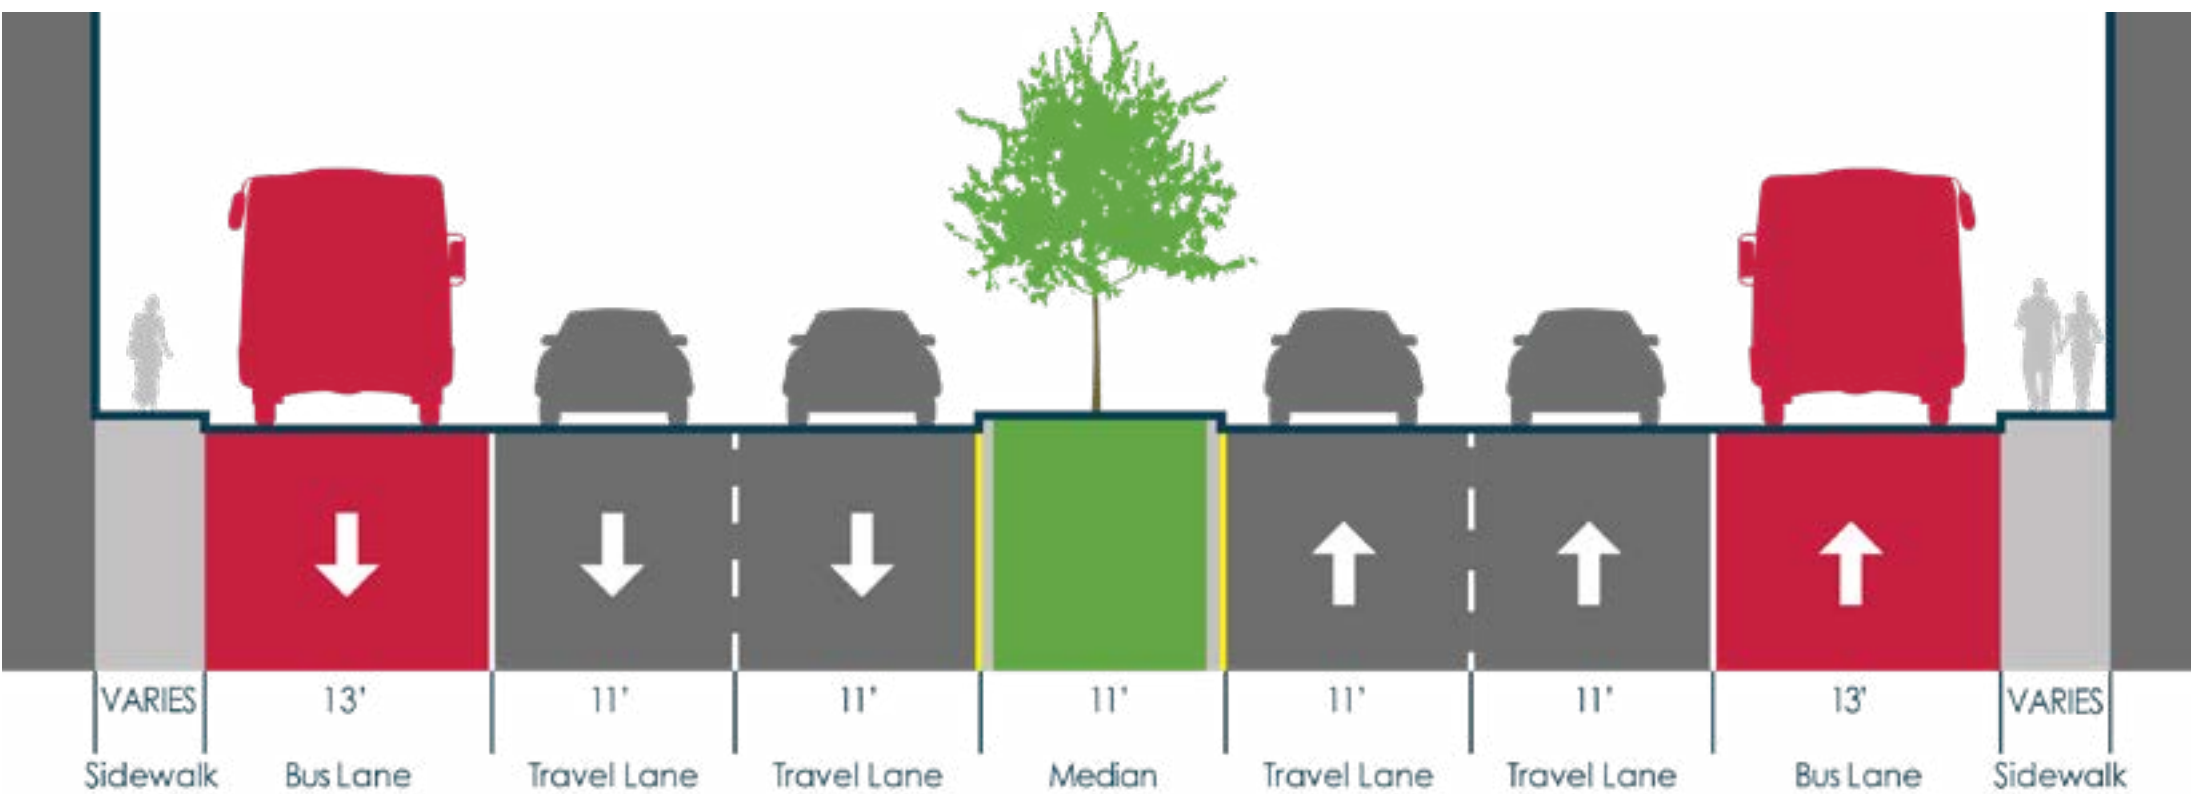 VARIES 13' 11' 11' 11' 11' 11' 13' VARIES
Sidewalk Bus Lane Travel Lane Travel Lane Median Travel Lane Travel Lane Bus Lane Sidewalk